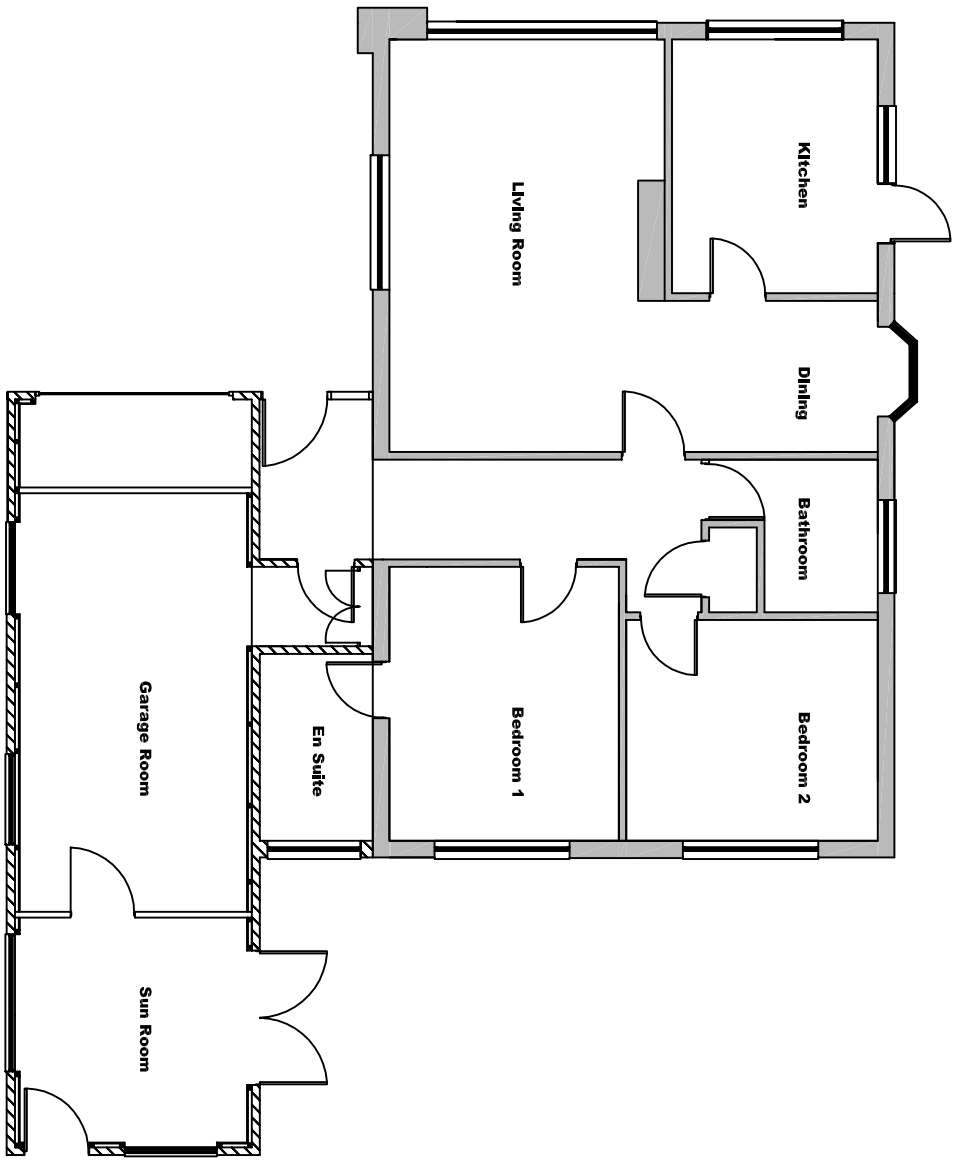 Kitchen
Living Room
Dining
Bathroom
Garage Room
En Suite
Bedroom 1
Bedroom 2
Sun Room